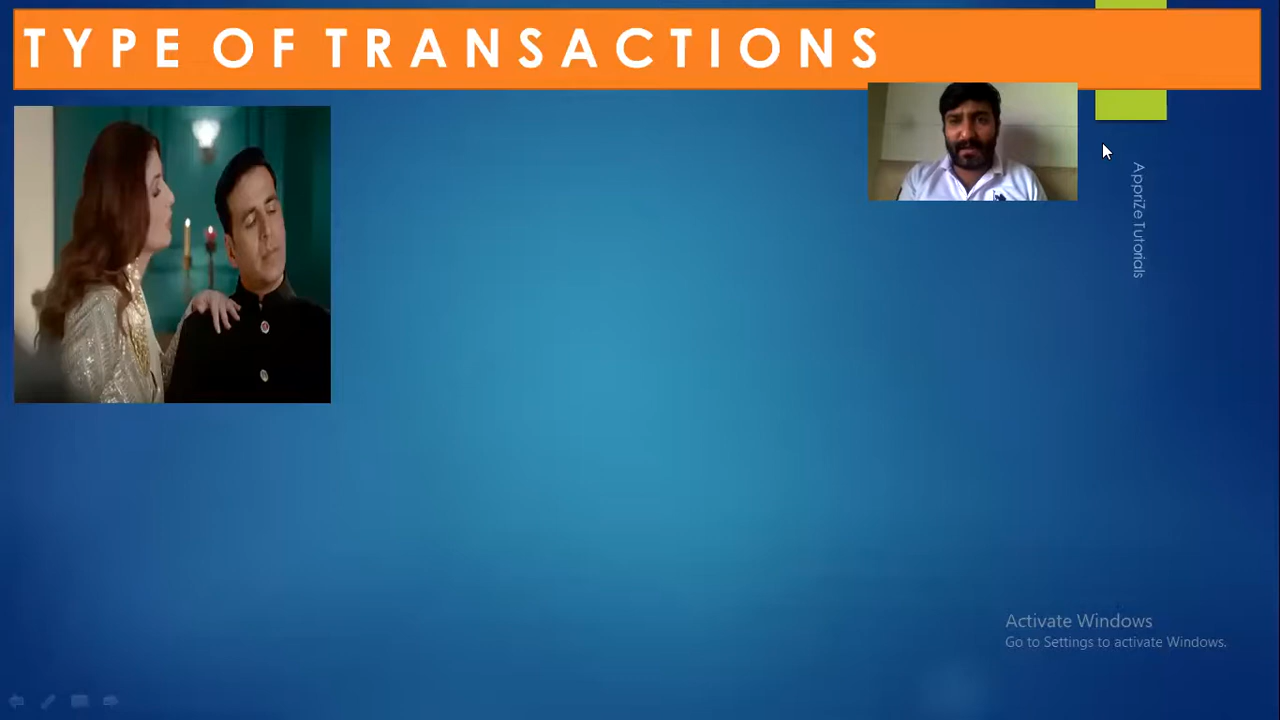 TYPE OF TRANSACTIONS
AppriZe Tutorials
Activate Windows
Go to Settings to activate Windows.